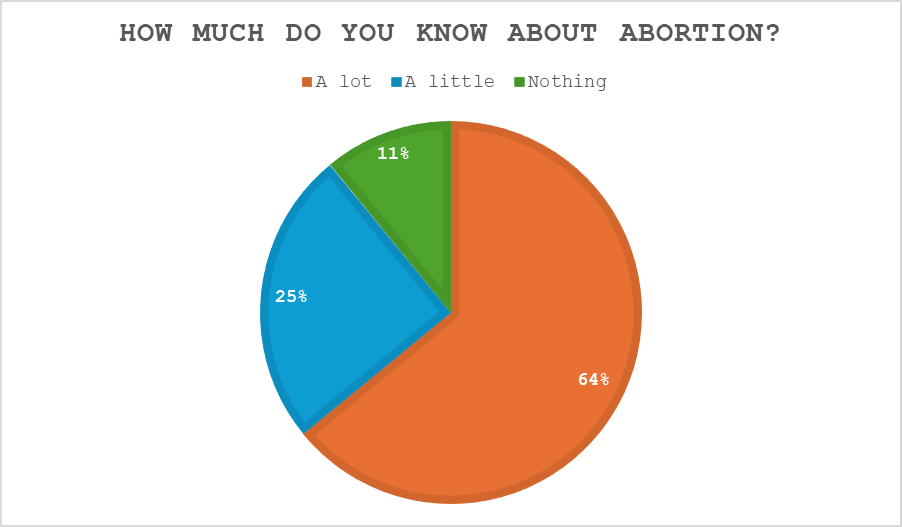 HOW MUCH DO YOU KNOW ABOUT ABORTION?
A lot A little Nothing
11%
25%
64%